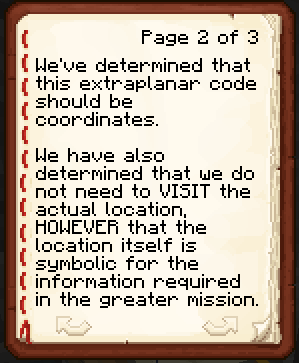 Page 2 of 3
We've determined that
this extraplanar code
should be
coordinates.
We have also
determined that we do
not need to VISIT the
actual location,
HOWEVER that the
location itself is
symbolic for the
information required
in the greater mission.